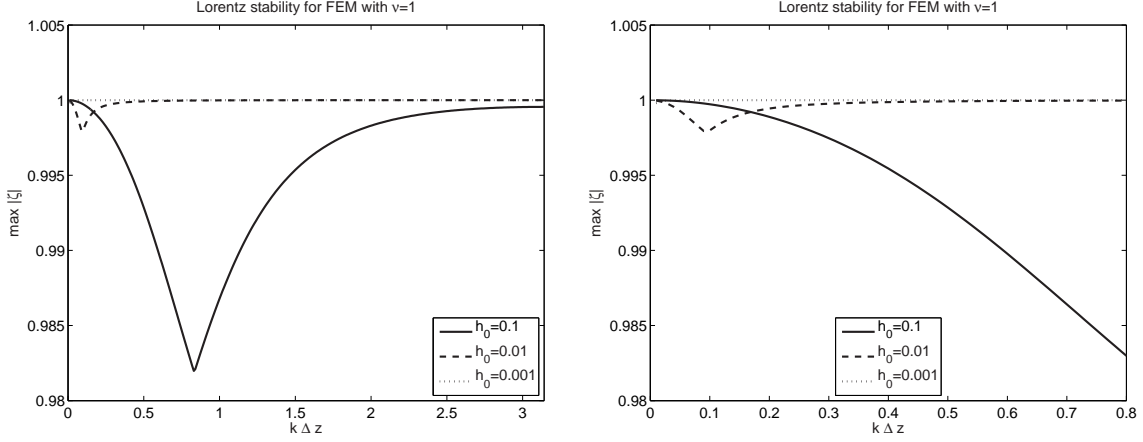 Lorentz stability for FEM with ν=1
1.005
1
0.995
0.99
0.985
0.98
max |ζ|
0
0.5
1
1.5
2
2.5
3
k Δ z
h₀=0.1
h₀=0.01
h₀=0.001
Lorentz stability for FEM with ν=1
1.005
1
0.995
0.99
0.985
0.98
max |ζ|
0
0.1
0.2
0.3
0.4
0.5
0.6
0.7
0.8
k Δ z
h₀=0.1
h₀=0.01
h₀=0.001